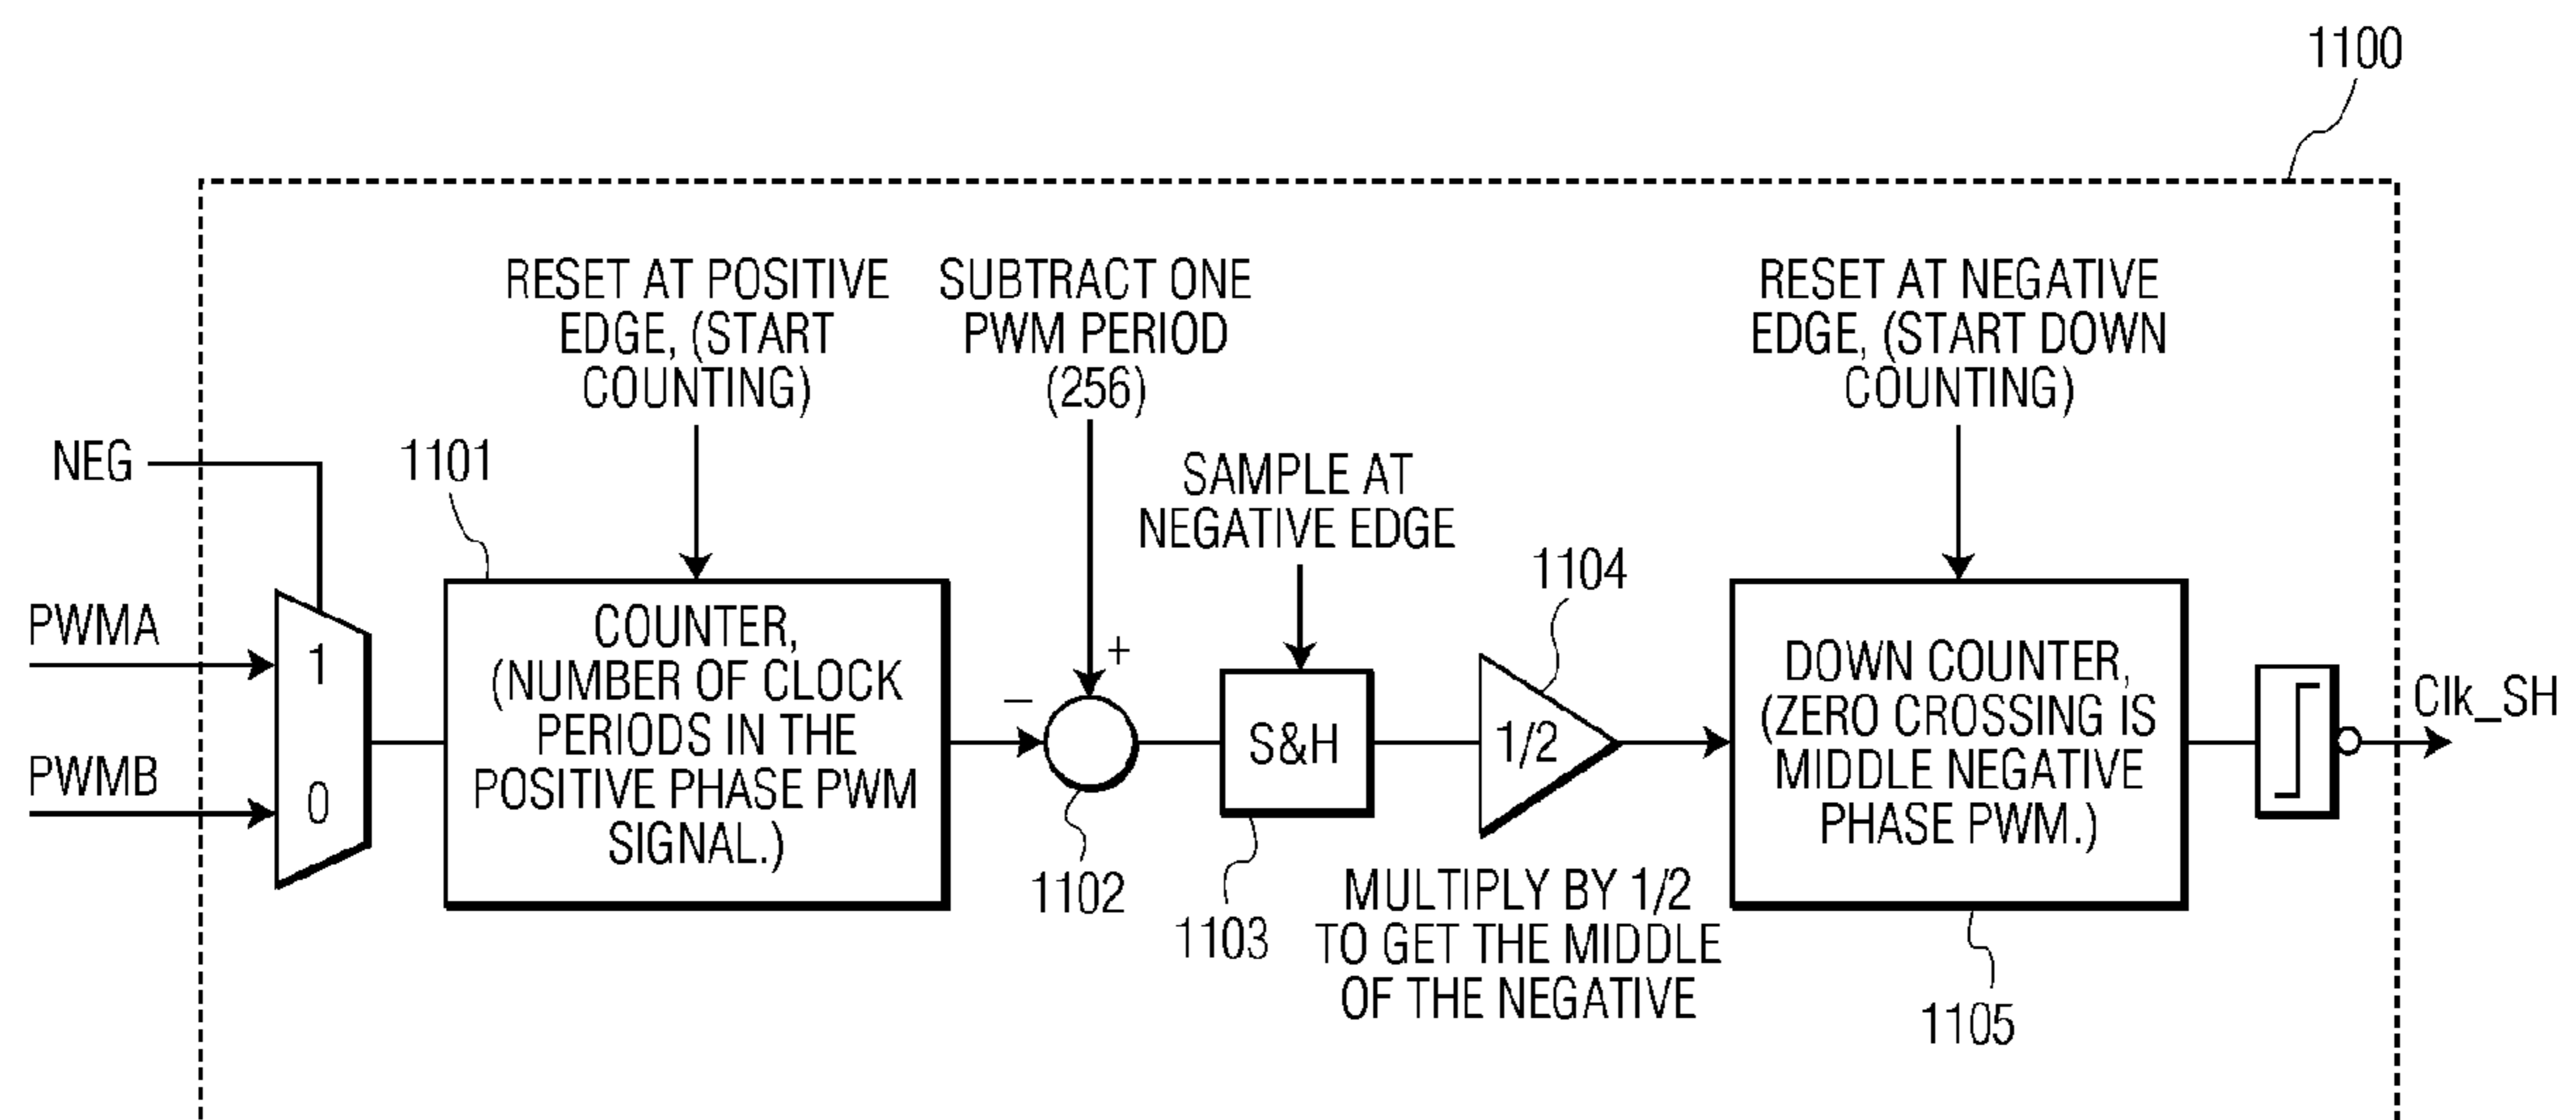 1100
RESET AT POSITIVE
EDGE, (START
COUNTING)
SUBTRACT ONE
PWM PERIOD
(256)
RESET AT NEGATIVE
EDGE, (START DOWN
COUNTING)
NEG
1101
SAMPLE AT
NEGATIVE EDGE
1104
PWMA
PWMB
1
0
COUNTER,
(NUMBER OF CLOCK
PERIODS IN THE
POSITIVE PHASE PWM
SIGNAL.)
+
−
1102
S&H
1103
1/2
MULTIPLY BY 1/2
TO GET THE MIDDLE
OF THE NEGATIVE
DOWN COUNTER,
(ZERO CROSSING IS
MIDDLE NEGATIVE
PHASE PWM.)
1105
Clk_SH